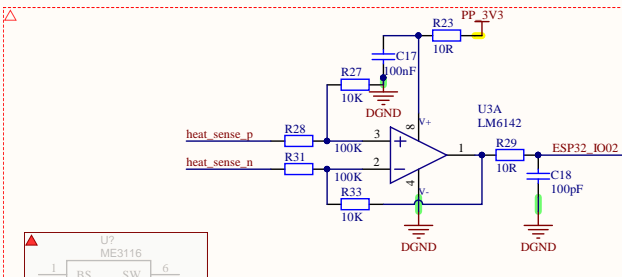 PP_3V3
R23
10R
C17
100nF
R27
10K
DGND
U3A
LM6142
V+
8
heat_sense_p
R28
100K
3
1
R29
10R
ESP32_IO02
heat_sense_n
R31
100K
2
4
V-
C18
100pF
R33
10K
DGND
DGND
U?
ME3116
1
BS
SW
6